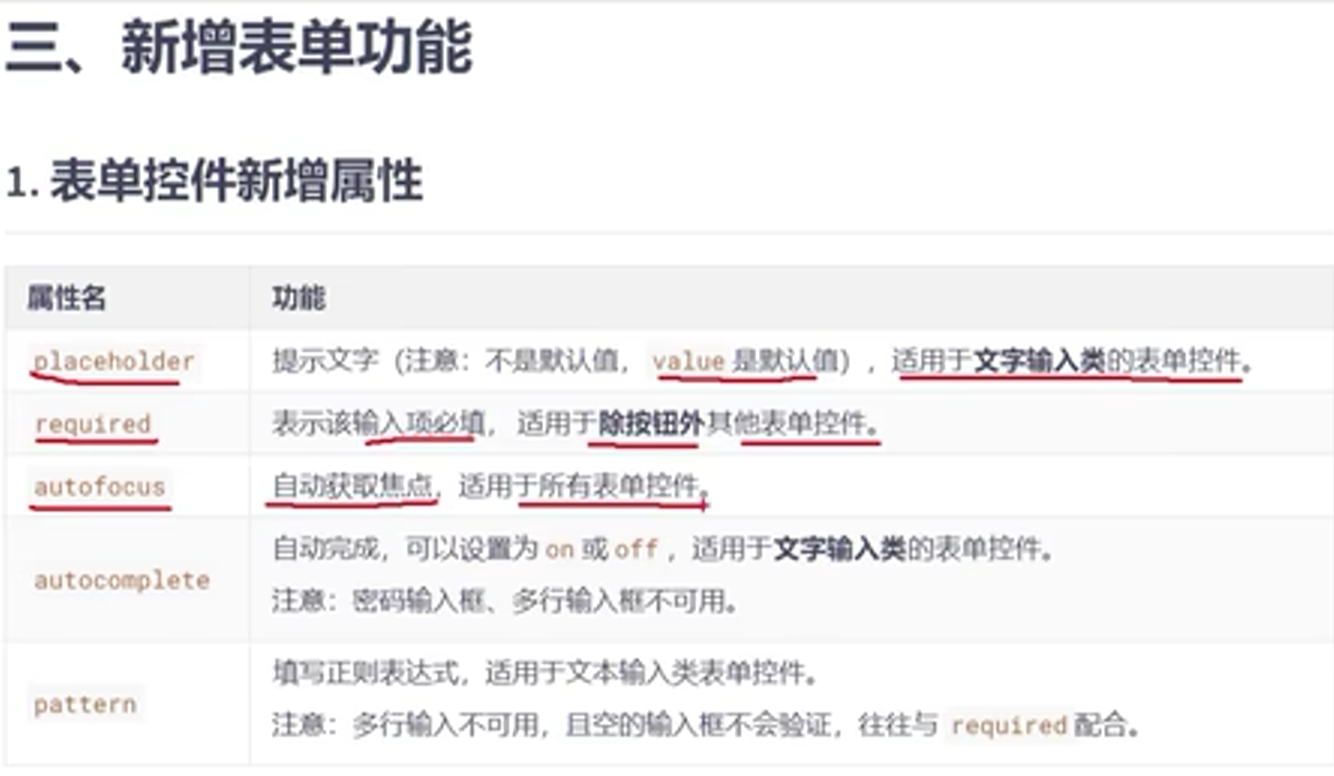 三、新增表单功能
1. 表单控件新增属性
属性名 功能
placeholder 提示文字（注意：不是默认值，value 是默认值），适用于文字输入类的表单控件。
required 表示该输入项必填，适用于除按钮外其他表单控件。
autofocus 自动获取焦点，适用于所有表单控件。
autocomplete 自动完成，可以设置为 on 或 off ，适用于文字输入类的表单控件。
注意：密码输入框、多行输入框不可用。
pattern 填写正则表达式，适用于文本输入类表单控件。
注意：多行输入不可用，且空的输入框不会验证，往往与 required 配合。